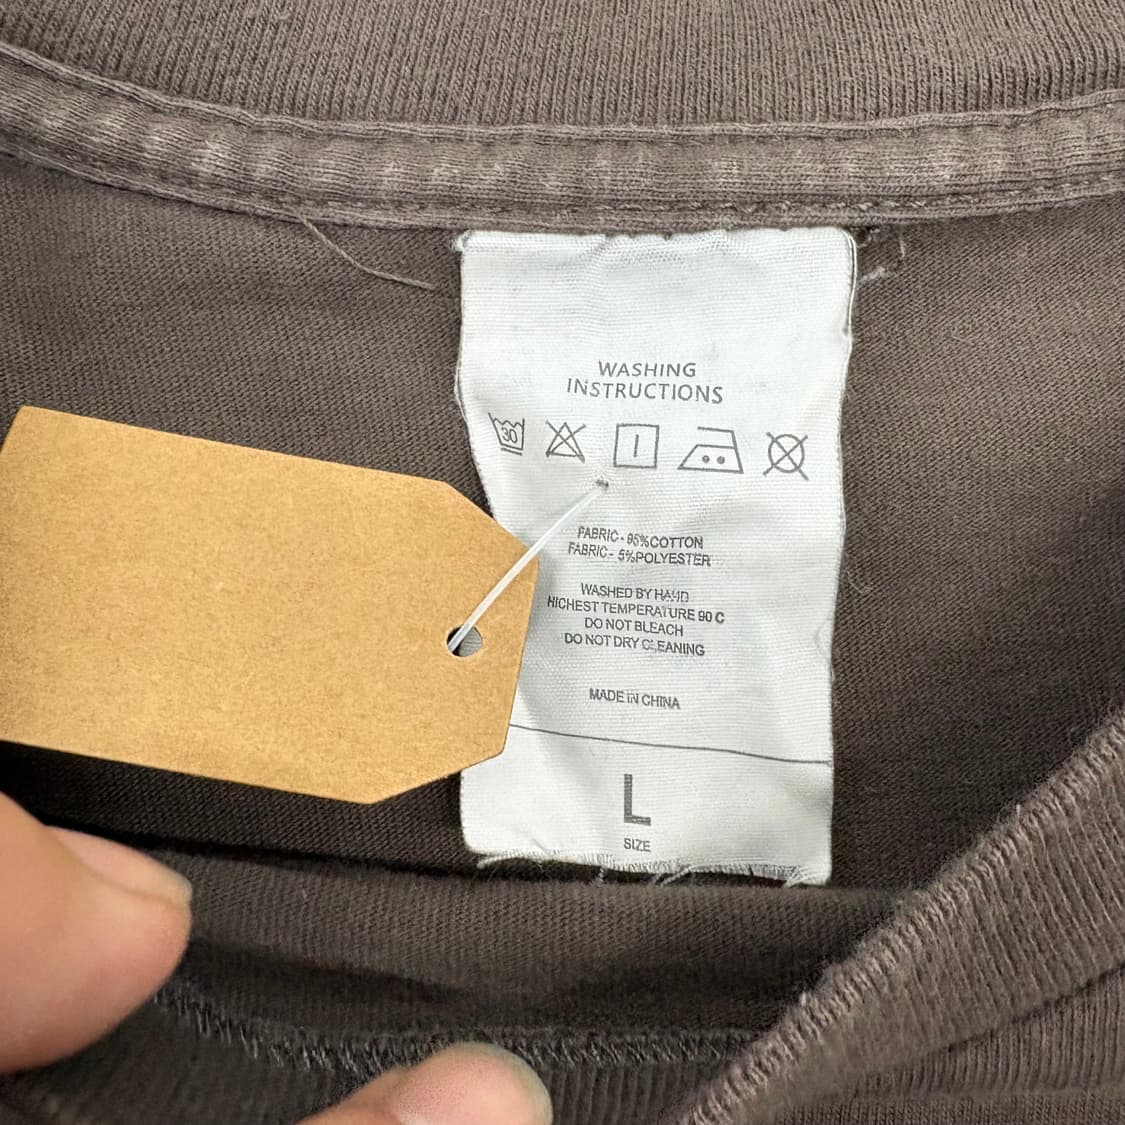 WASHING
INSTRUCTIONS
30
FABRIC- 95%COTTON
FABRIC- 5%POLYESTER
WASHED BY HAND
HICHEST TEMPERATURE 90 C
DO NOT BLEACH
DO NOT DRY CLEANING
MADE IN CHINA
L
SIZE